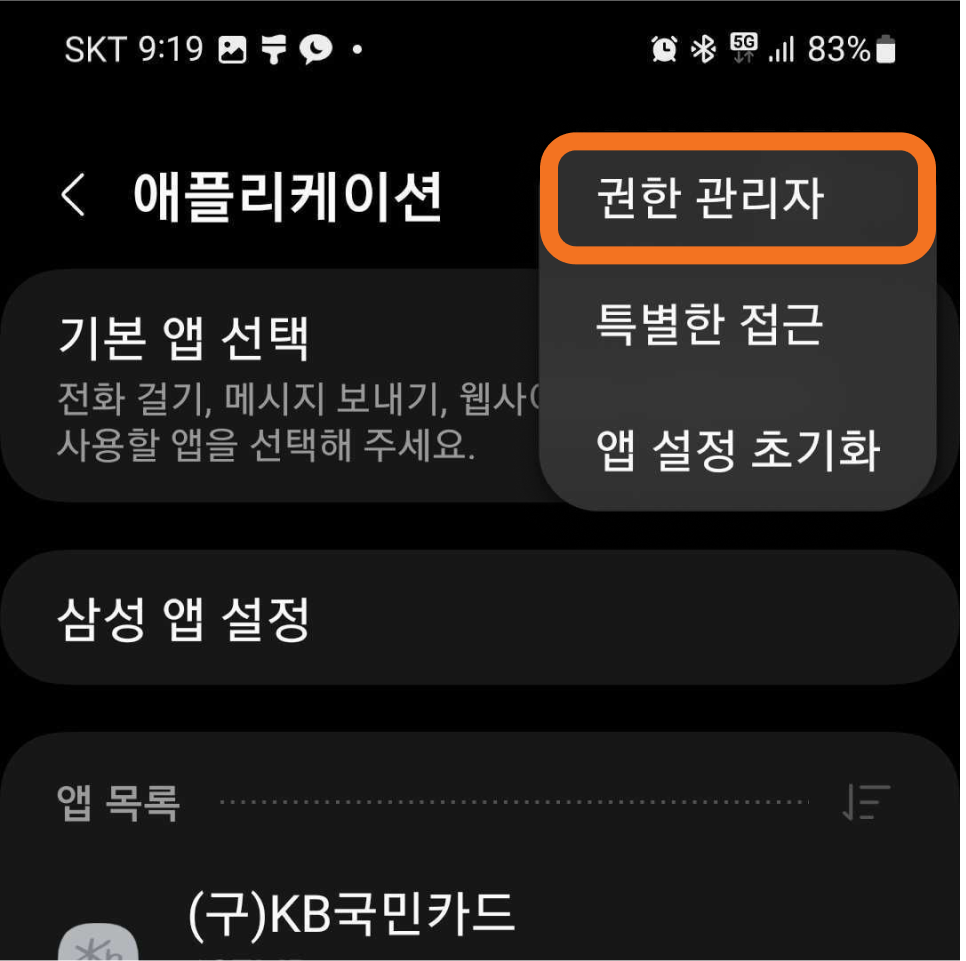 SKT 9:19
5G 83%
애플리케이션
권한 관리자
특별한 접근
앱 설정 초기화
기본 앱 선택
전화 걸기, 메시지 보내기, 웹사이
사용할 앱을 선택해 주세요.
삼성 앱 설정
앱 목록
(구)KB국민카드